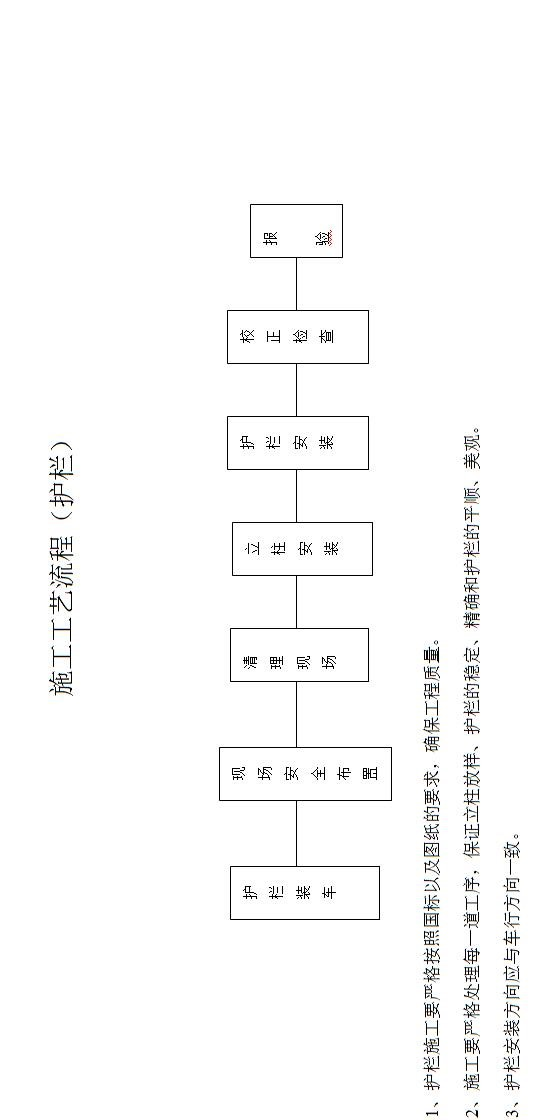 施工工艺流程（护栏）
护栏装车
现场安全布置
清理现场
立柱安装
护栏安装
校正检查
报 验
1、护栏施工要严格按照国标以及图纸的要求，确保工程质量。
2、施工要严格处理每一道工序，保证立柱放样、护栏的稳定、精确和护栏的平顺、美观。
3、护栏安装方向应与车行方向一致。